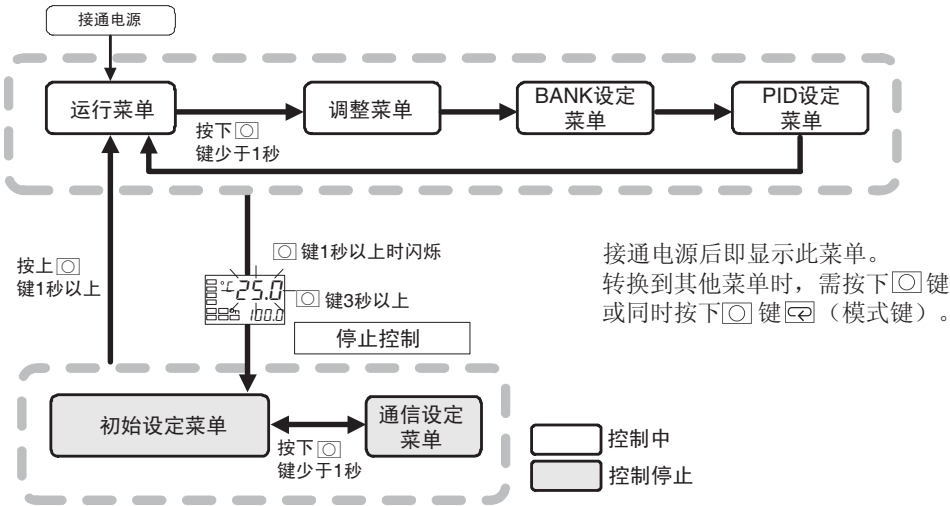 接通电源
运行菜单
调整菜单
BANK设定
菜单
PID设定
菜单
按下
键少于1秒
按上
键1秒以上
键1秒以上时闪烁
25.0
键3秒以上
100.0
停止控制
接通电源后即显示此菜单。
转换到其他菜单时，需按下键
或同时按下键（模式键）。
初始设定菜单
通信设定
菜单
按下
键少于1秒
控制中
控制停止